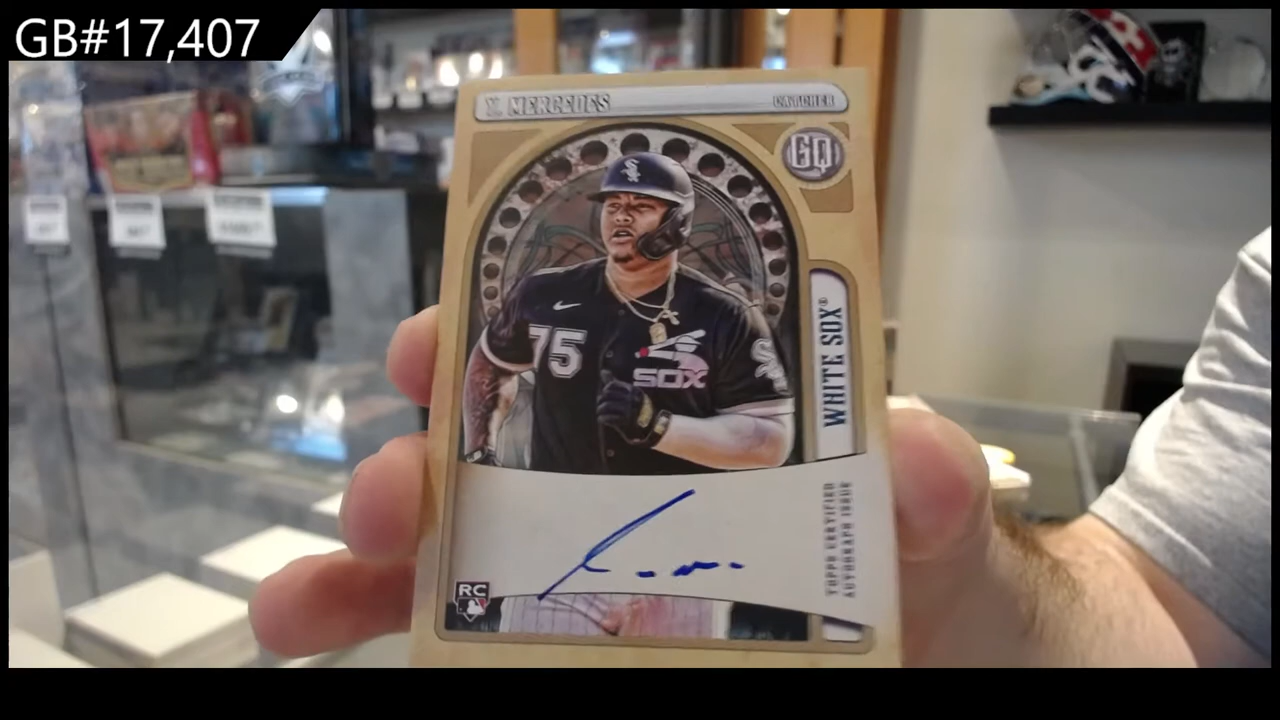 GB#17,407
Y. MERCEDES
CATCHER
GQ
75
SOX
WHITE SOX®
TOPPS CERTIFIED
AUTOGRAPH ISSUE
RC